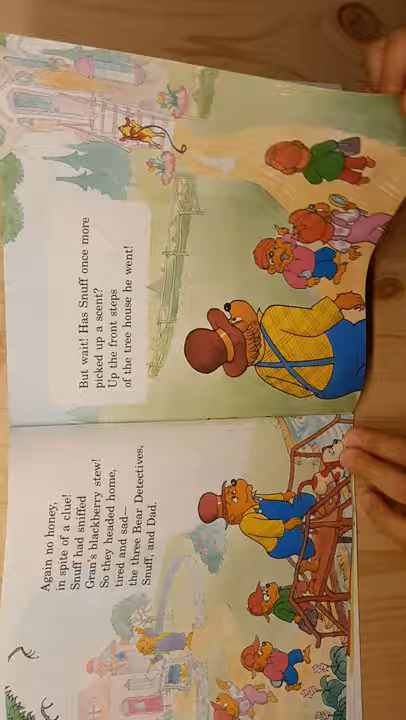 Again no honey,
in spite of a clue!
Snuff had sniffed
Gran's blackberry stew!
So they headed home,
tired and sad—
the three Bear Detectives,
Snuff, and Dad.
But wait! Has Snuff once more
picked up a scent?
Up the front steps
of the tree house he went!